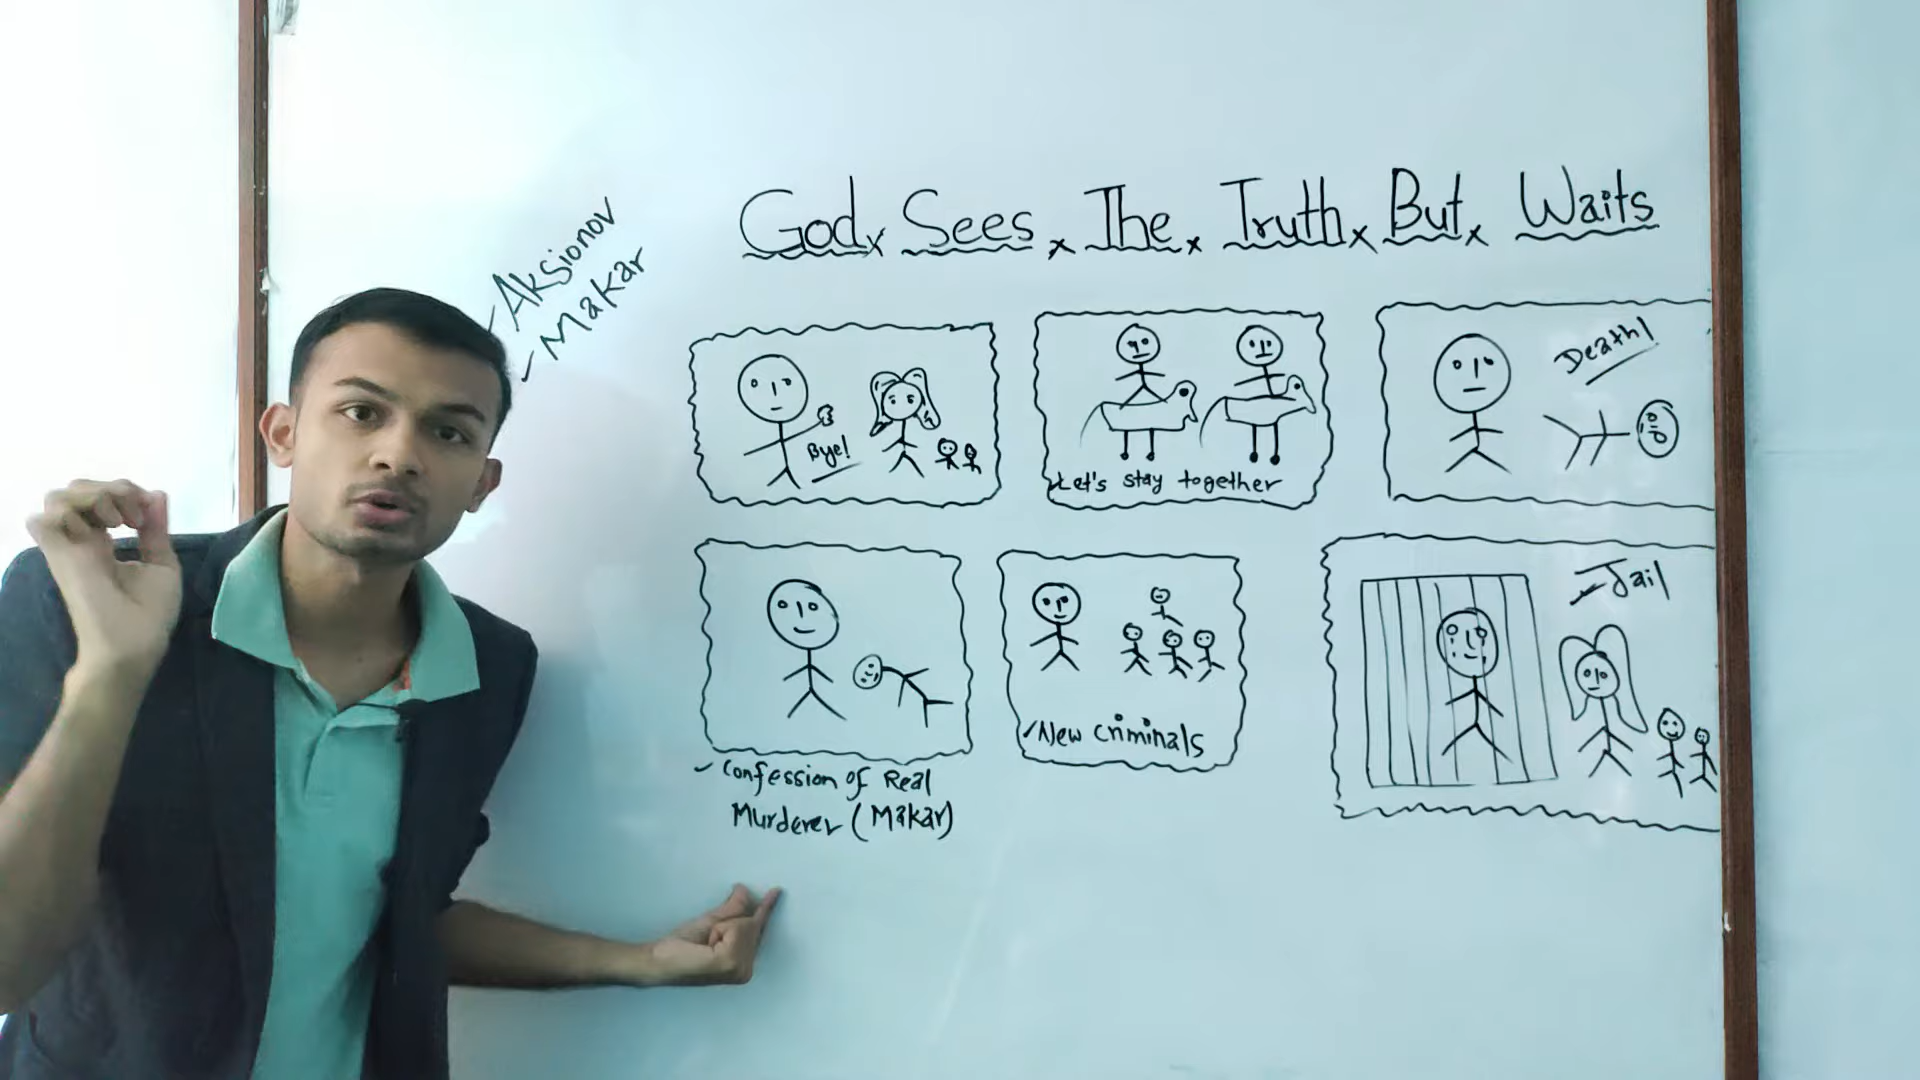 God Sees The Truth But Waits
Aksionov
Makar
Bye!
Let's stay together
Death!
Confession of Real
Murderer (Makar)
New criminals
Jail